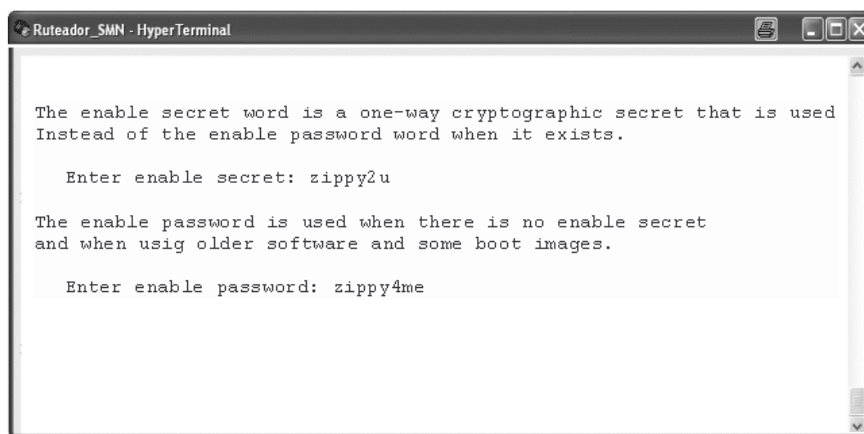 Ruteador_SMN - HyperTerminal
The enable secret word is a one-way cryptographic secret that is used
Instead of the enable password word when it exists.
Enter enable secret: zippy2u
The enable password is used when there is no enable secret
and when usig older software and some boot images.
Enter enable password: zippy4me